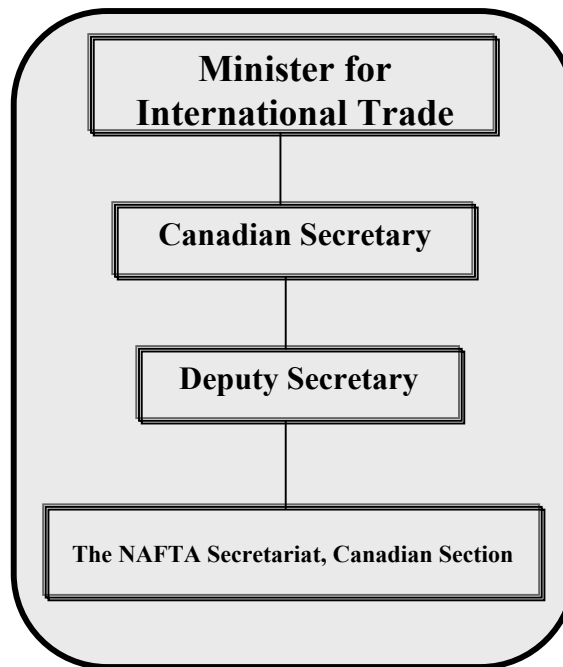 Minister for
International Trade
Canadian Secretary
Deputy Secretary
The NAFTA Secretariat, Canadian Section